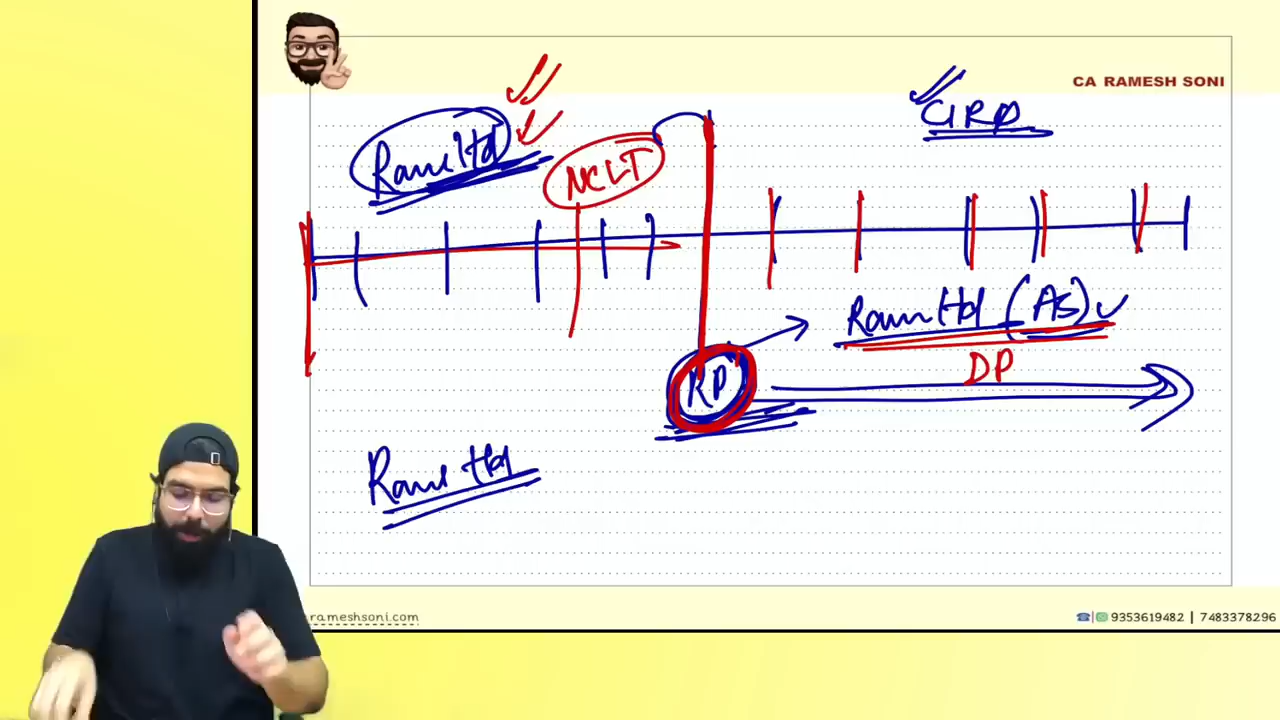 CA RAMESH SONI
CIRP
Ram Ltd
NCLT
Ram Ltd (As)
DP
RP
Ram Ltd
rameshsoni.com
9353619482 | 7483378296